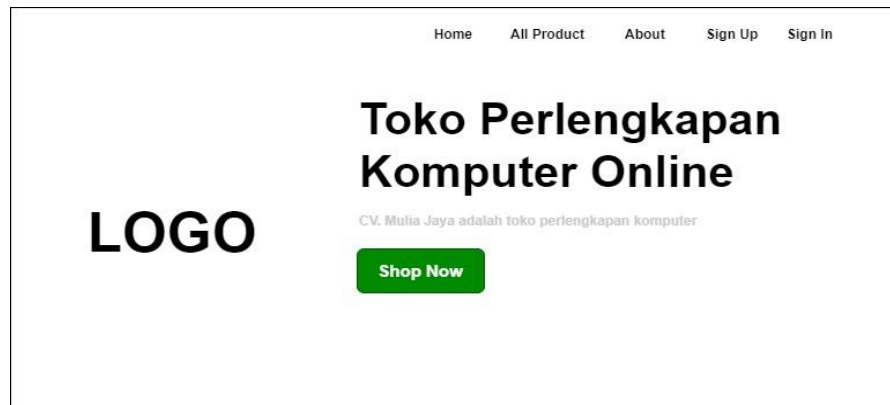 Home All Product About Sign Up Sign In
Toko Perlengkapan
Komputer Online
CV. Mulia Jaya adalah toko perlengkapan komputer
LOGO
Shop Now